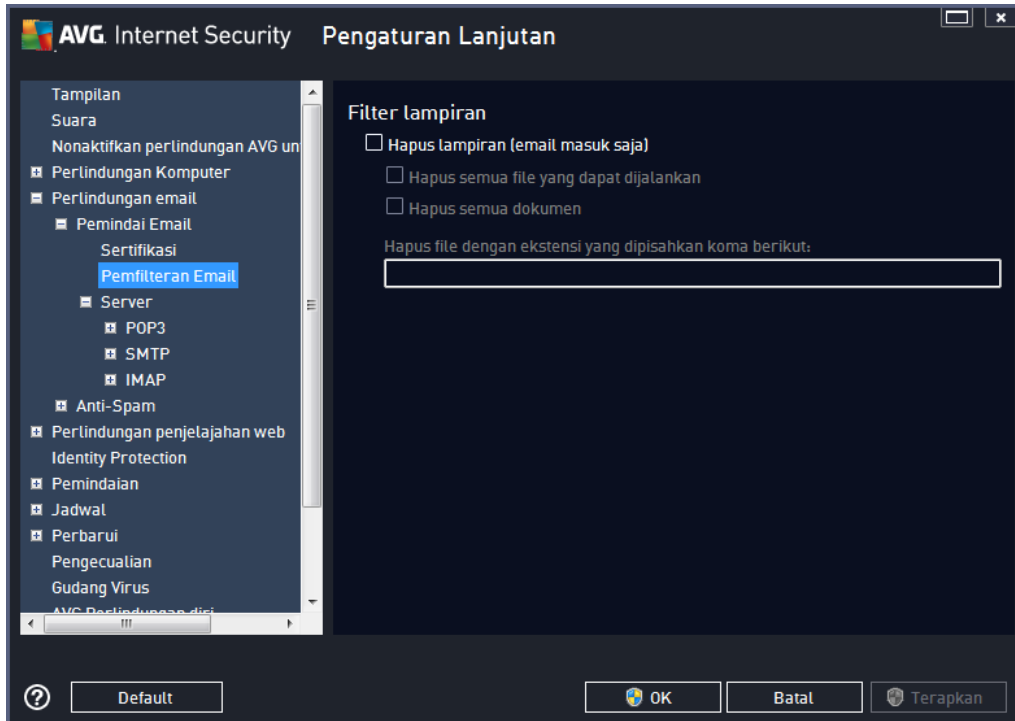 AVG. Internet Security Pengaturan Lanjutan
Tampilan
Suara
Nonaktifkan perlindungan AVG un
Perlindungan Komputer
Perlindungan email
Pemindai Email
Sertifikasi
Pemfilteran Email
Server
POP3
SMTP
IMAP
Anti-Spam
Perlindungan penjelajahan web
Identity Protection
Pemindaian
Jadwal
Perbarui
Pengecualian
Gudang Virus
AVG Perlindungan diri
Filter lampiran
Hapus lampiran (email masuk saja)
Hapus semua file yang dapat dijalankan
Hapus semua dokumen
Hapus file dengan ekstensi yang dipisahkan koma berikut:
Default
OK
Batal
Terapkan